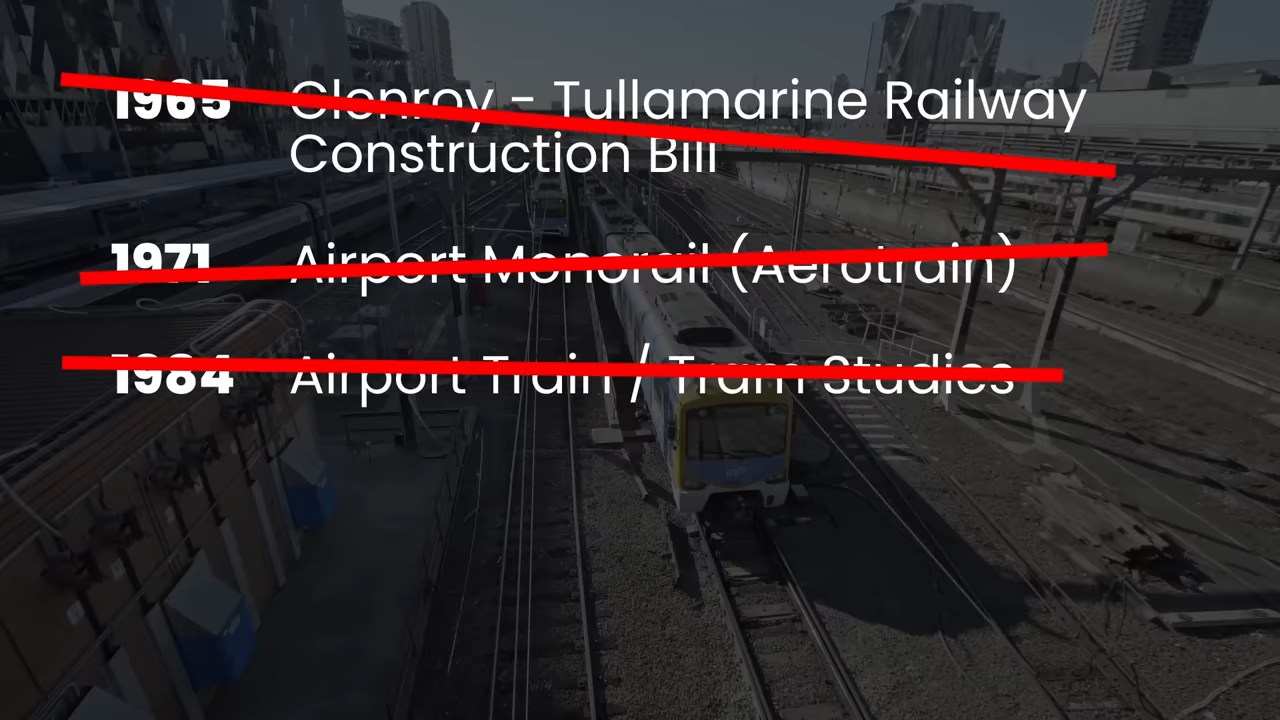 1965 Glenroy - Tullamarine Railway
Construction Bill
1971 Airport Monorail (Aerotrain)
1984 Airport Train / Tram Studies